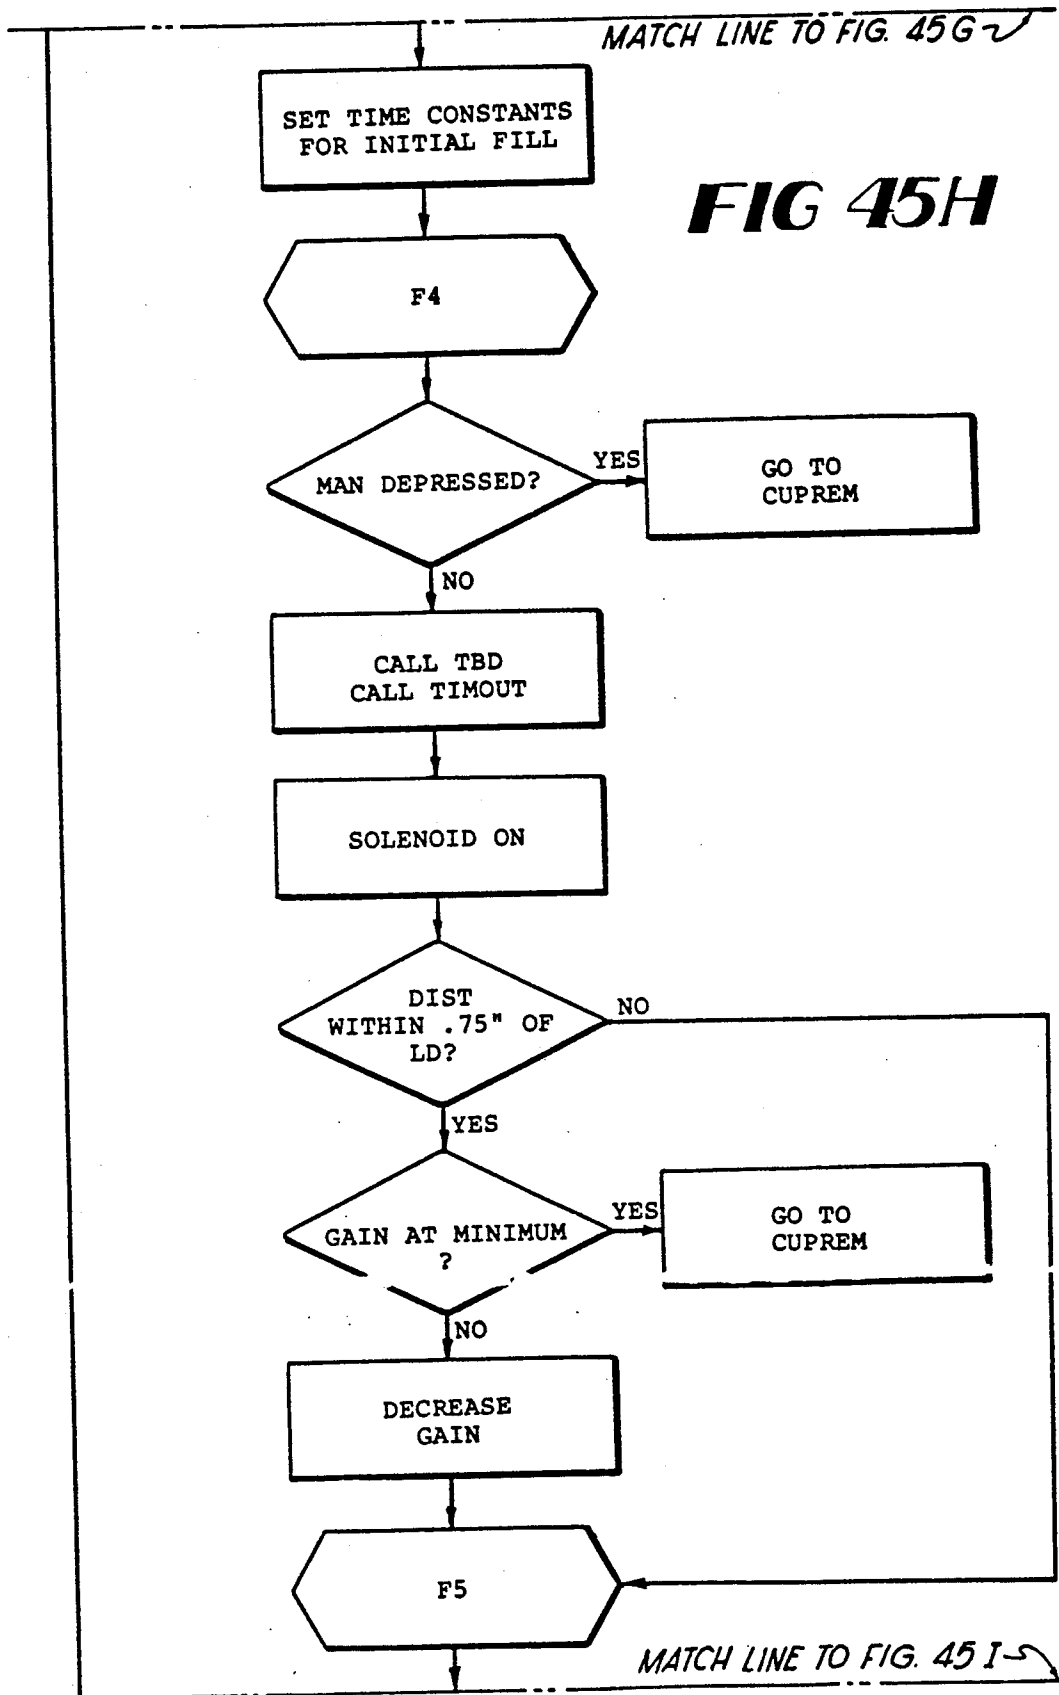 MATCH LINE TO FIG. 45G
SET TIME CONSTANTS
FOR INITIAL FILL
FIG 45H
F4
MAN DEPRESSED?
YES
GO TO
CUPREM
NO
CALL TBD
CALL TIMOUT
SOLENOID ON
DIST
WITHIN .75" OF
LD?
NO
YES
GAIN AT MINIMUM
?
YES
GO TO
CUPREM
NO
DECREASE
GAIN
F5
MATCH LINE TO FIG. 45 I